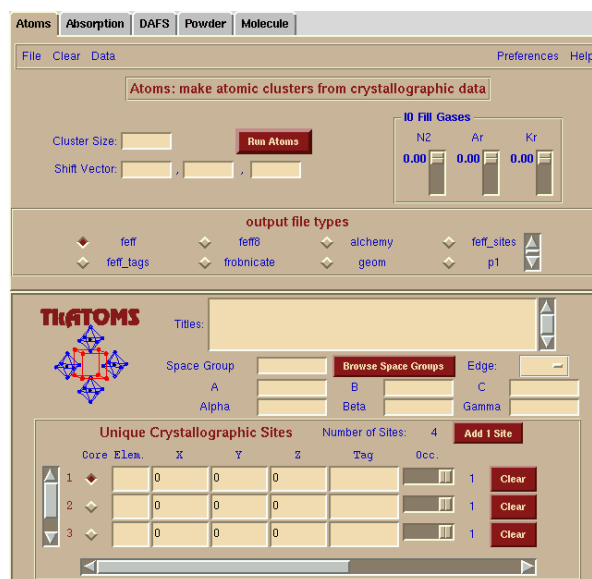 Atoms Absorption DAFS Powder Molecule
File Clear Data Preferences Help
Atoms: make atomic clusters from crystallographic data
I0 Fill Gases
N2 Ar Kr
Cluster Size: Run Atoms
0.00 0.00 0.00
Shift Vector: , ,
output file types
feff feff8 alchemy feff_sites
feff_tags frobnicate geom p1
TkATOMS
Titles:
Space Group Browse Space Groups Edge:
A B C
Alpha Beta Gamma
Unique Crystallographic Sites Number of Sites: 4 Add 1 Site
Core Elem. X Y Z Tag Occ.
1 0 0 0 1 Clear
2 0 0 0 1 Clear
3 0 0 0 1 Clear